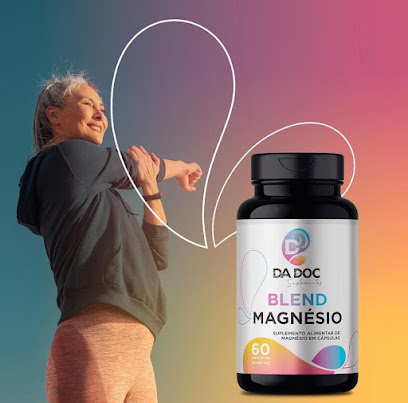 DA DOC
Suplementos
BLEND
MAGNÉSIO
SUPLEMENTO ALIMENTAR DE
MAGNÉSIO EM CÁPSULAS
60